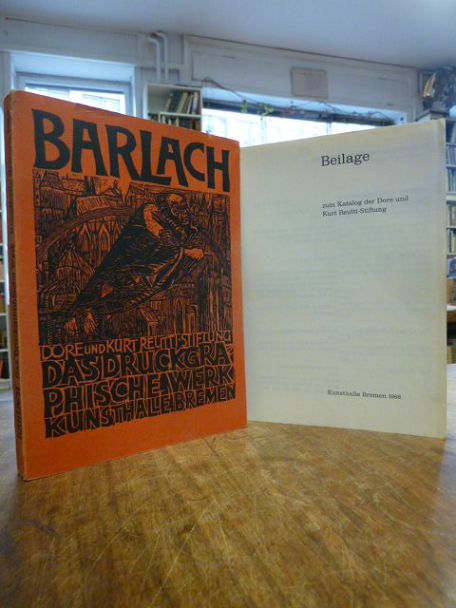 BARLACH
DORE UND KURT REUTTI-STIFTUNG
DAS DRUCKGRA-
PHISCHE WERK
KUNSTHALLE BREMEN
Beilage
zum Katalog der Dore und
Kurt Reutti-Stiftung
Kunsthalle Bremen 1968